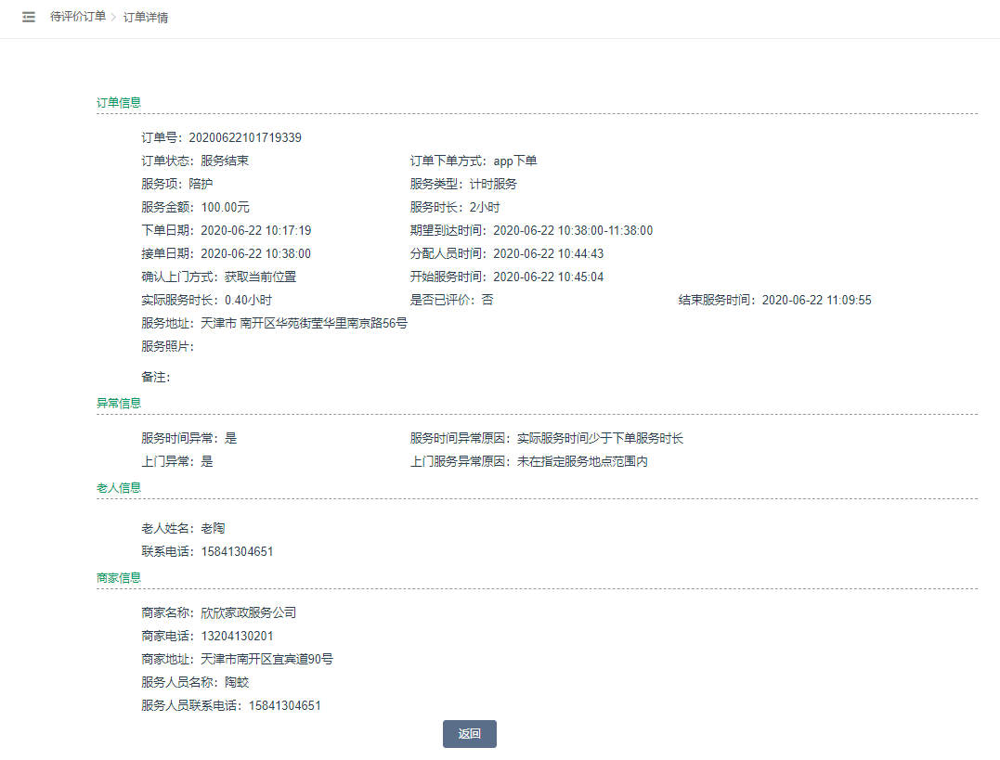 待评价订单 > 订单详情
订单信息
订单号：20200622101719339
订单状态：服务结束 订单下单方式：app下单
服务项：陪护 服务类型：计时服务
服务金额：100.00元 服务时长：2小时
下单日期：2020-06-22 10:17:19 期望到达时间：2020-06-22 10:38:00-11:38:00
接单日期：2020-06-22 10:38:00 分配人员时间：2020-06-22 10:44:43
确认上门方式：获取当前位置 开始服务时间：2020-06-22 10:45:04
实际服务时长：0.40小时 是否已评价：否 结束服务时间：2020-06-22 11:09:55
服务地址：天津市 南开区华苑街莹华里南京路56号
服务照片：
备注：
异常信息
服务时间异常：是 服务时间异常原因：实际服务时间少于下单服务时长
上门异常：是 上门服务异常原因：未在指定服务地点范围内
老人信息
老人姓名：老陶
联系电话：15841304651
商家信息
商家名称：欣欣家政服务公司
商家电话：13204130201
商家地址：天津市南开区宜宾道90号
服务人员名称：陶蛟
服务人员联系电话：15841304651
返回